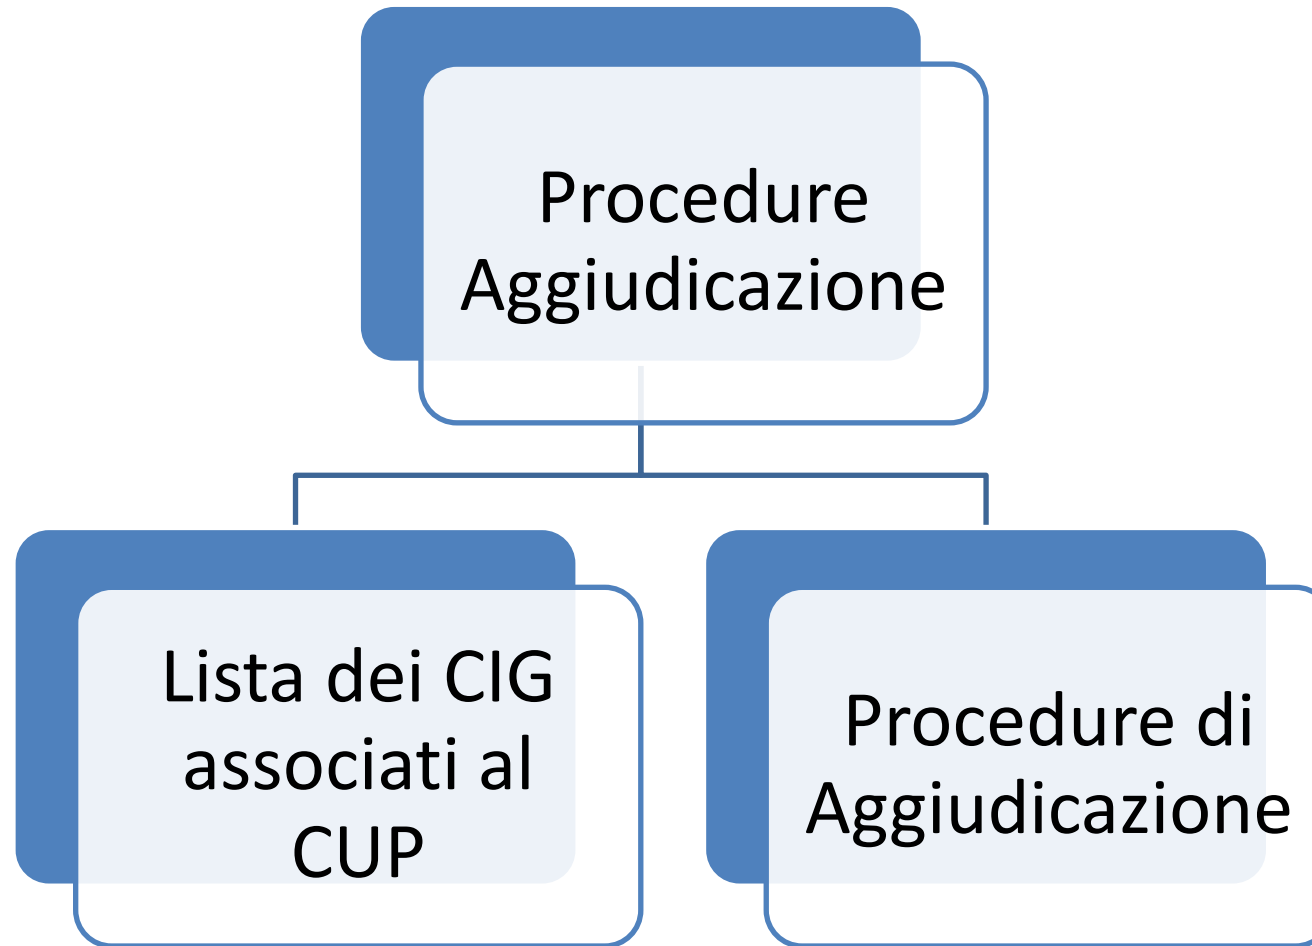 Procedure
Aggiudicazione
Lista dei CIG
associati al
CUP
Procedure di
Aggiudicazione